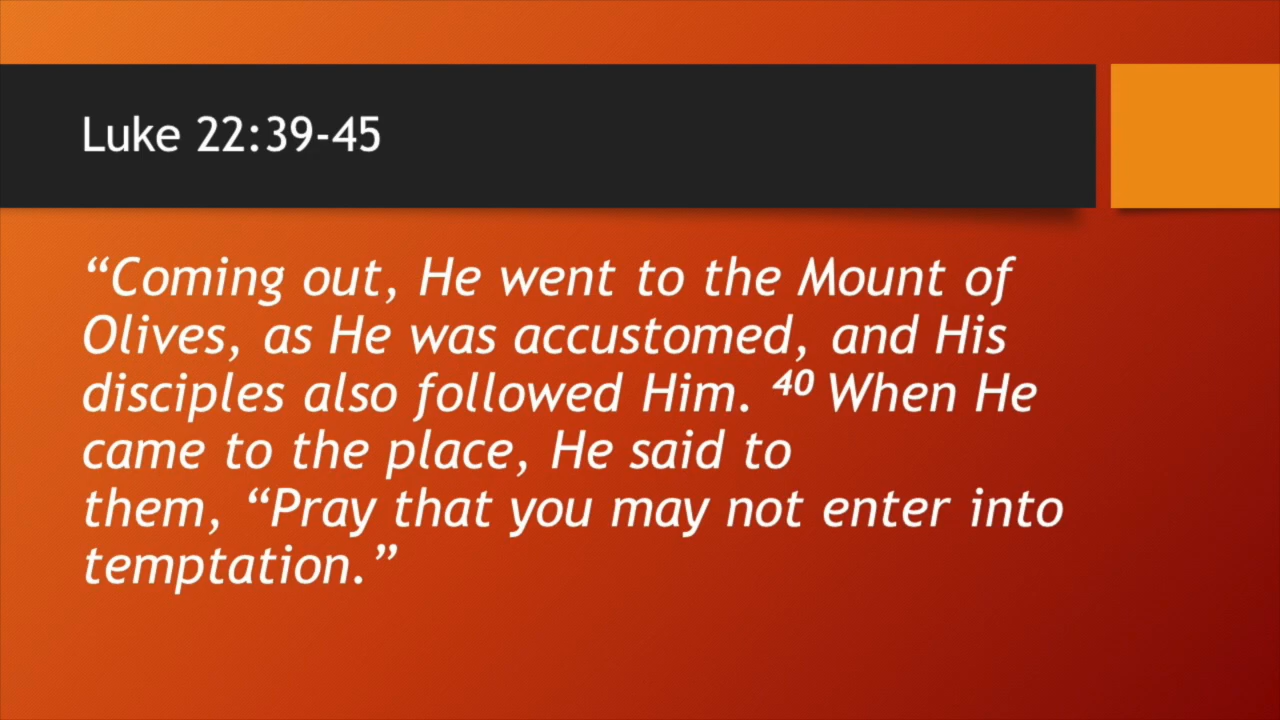 Luke 22:39-45
“Coming out, He went to the Mount of
Olives, as He was accustomed, and His
disciples also followed Him. ⁴⁰ When He
came to the place, He said to
them, “Pray that you may not enter into
temptation.”